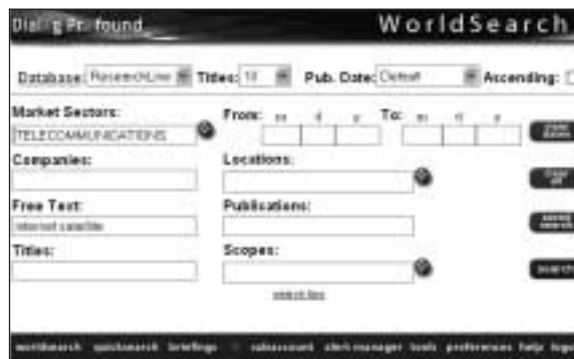 WorldSearch
Database: ResearchLine Titles: 10 Pub. Date: Default Ascending:
Market Sectors: From: m d y To: m d y
TELECOMMUNICATIONS
Companies: Locations:
Free Text: Publications:
internet satellite
Titles: Scopes:
search
worldsearch quicksearch briefings subaccount alert manager tools preferences help